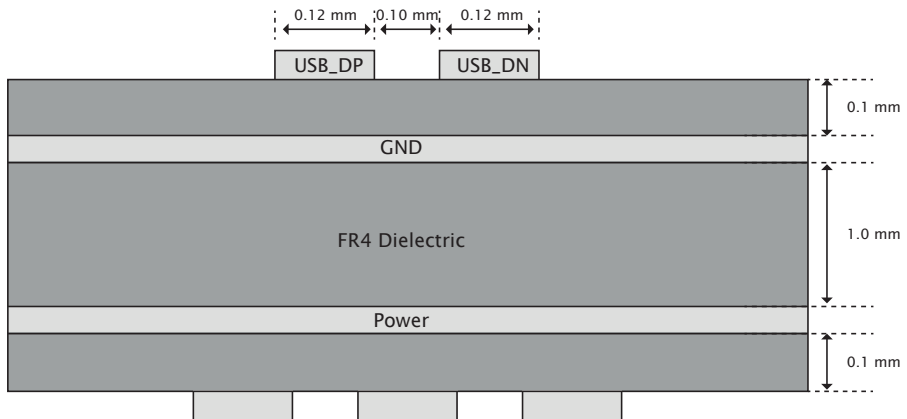 0.12 mm 0.10 mm 0.12 mm
USB_DP USB_DN
0.1 mm
GND
FR4 Dielectric 1.0 mm
Power
0.1 mm